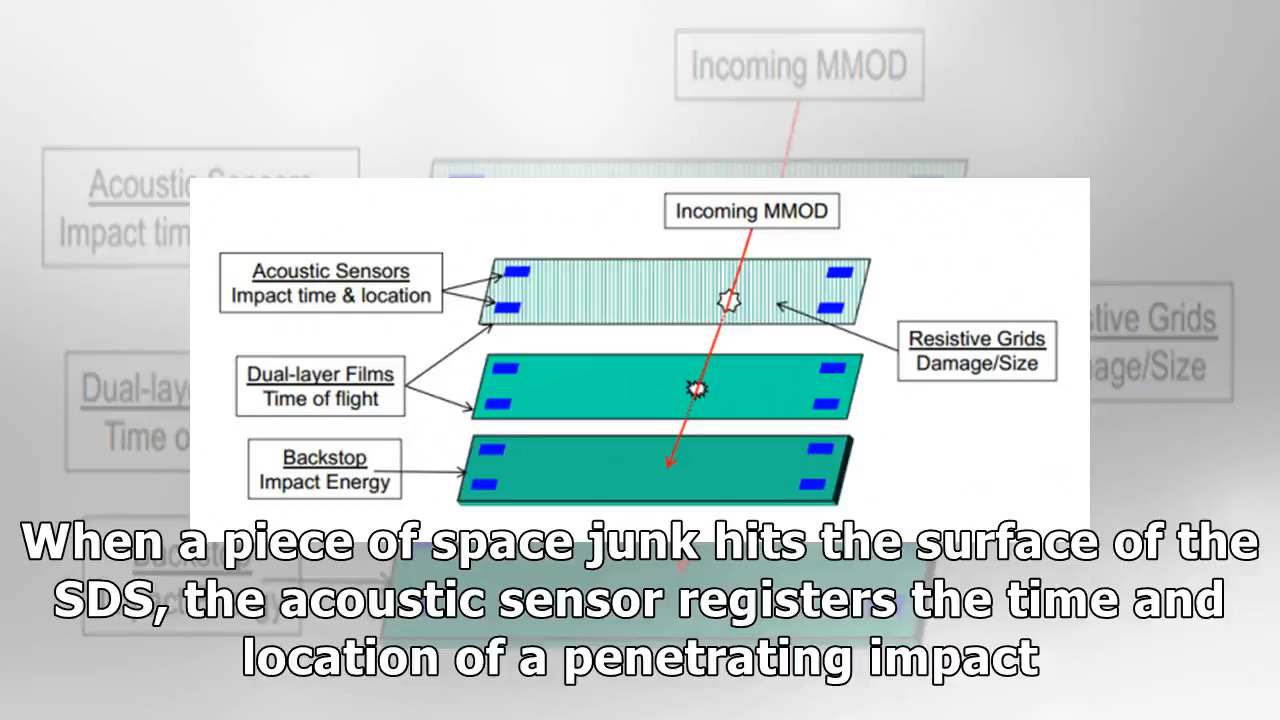 Incoming MMOD
Incoming MMOD
Acoustic Sensors
Impact time & location
Resistive Grids
Damage/Size
Dual-layer Films
Time of flight
Backstop
Impact Energy
When a piece of space junk hits the surface of the
SDS, the acoustic sensor registers the time and
location of a penetrating impact